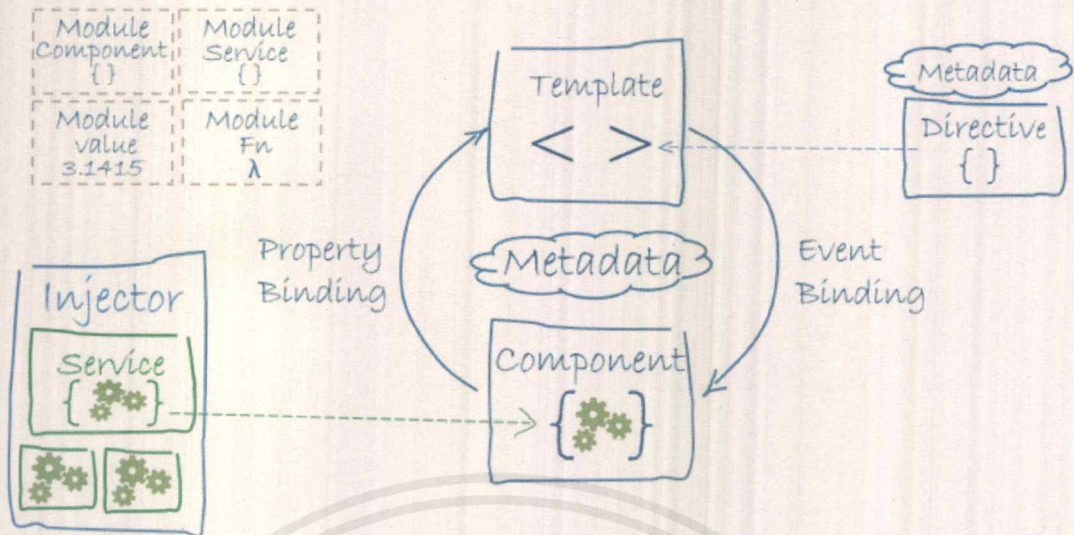 Module
Component
{ }
Module
Service
{ }
Module
value
3.1415
Module
Fn
λ
Template
< >
Metadata
Directive
{ }
Property
Binding
Metadata
Event
Binding
Injector
Service
{ }
Component
{ }